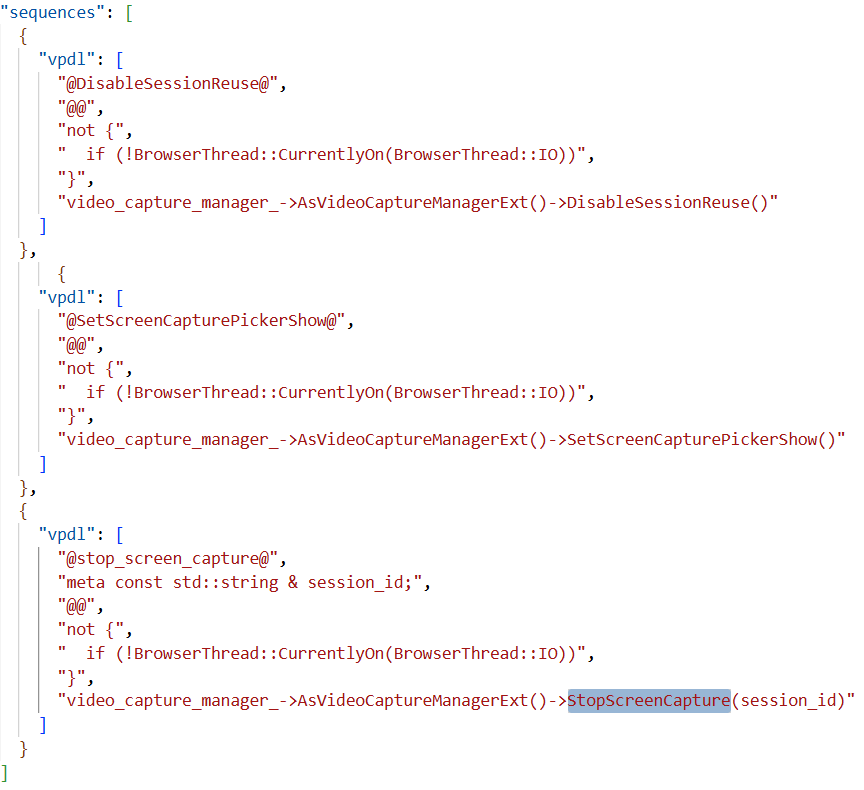 "sequences": [
  {
    "vpdl": [
      "@DisableSessionReuse@",
      "@@",
      "not {",
      "  if (!BrowserThread::CurrentlyOn(BrowserThread::IO))",
      "}",
      "video_capture_manager_->AsVideoCaptureManagerExt()->DisableSessionReuse()"
    ]
  },
      {
    "vpdl": [
      "@SetScreenCapturePickerShow@",
      "@@",
      "not {",
      "  if (!BrowserThread::CurrentlyOn(BrowserThread::IO))",
      "}",
      "video_capture_manager_->AsVideoCaptureManagerExt()->SetScreenCapturePickerShow()"
    ]
  },
  {
    "vpdl": [
      "@stop_screen_capture@",
      "meta const std::string & session_id;",
      "@@",
      "not {",
      "  if (!BrowserThread::CurrentlyOn(BrowserThread::IO))",
      "}",
      "video_capture_manager_->AsVideoCaptureManagerExt()->StopScreenCapture(session_id)"
    ]
  }
]